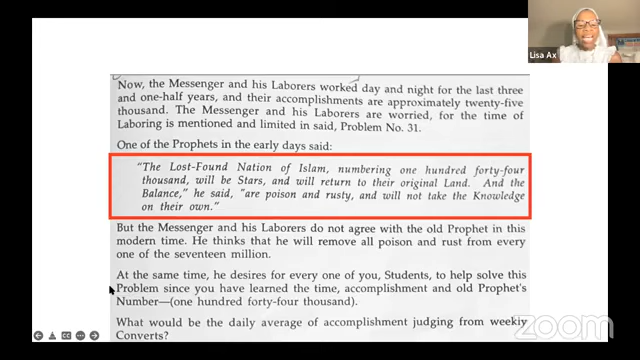 Lisa Ax
Now, the Messenger and his Laborers worked day and night for the last three
and one-half years, and their accomplishments are approximately twenty-five
thousand. The Messenger and his Laborers are worried, for the time of
Laboring is mentioned and limited in said, Problem No. 31.
One of the Prophets in the early days said:
"The Lost-Found Nation of Islam, numbering one hundred forty-four
thousand, will be Stars, and will return to their original Land. And the
Balance," he said, "are poison and rusty, and will not take the Knowledge
on their own."
But the Messenger and his Laborers do not agree with the old Prophet in this
modern time. He thinks that he will remove all poison and rust from every
one of the seventeen million.
At the same time, he desires for every one of you, Students, to help solve this
Problem since you have learned the time, accomplishment and old Prophet's
Number—(one hundred forty-four thousand).
What would be the daily average of accomplishment judging from weekly
Converts?
CC
zoom